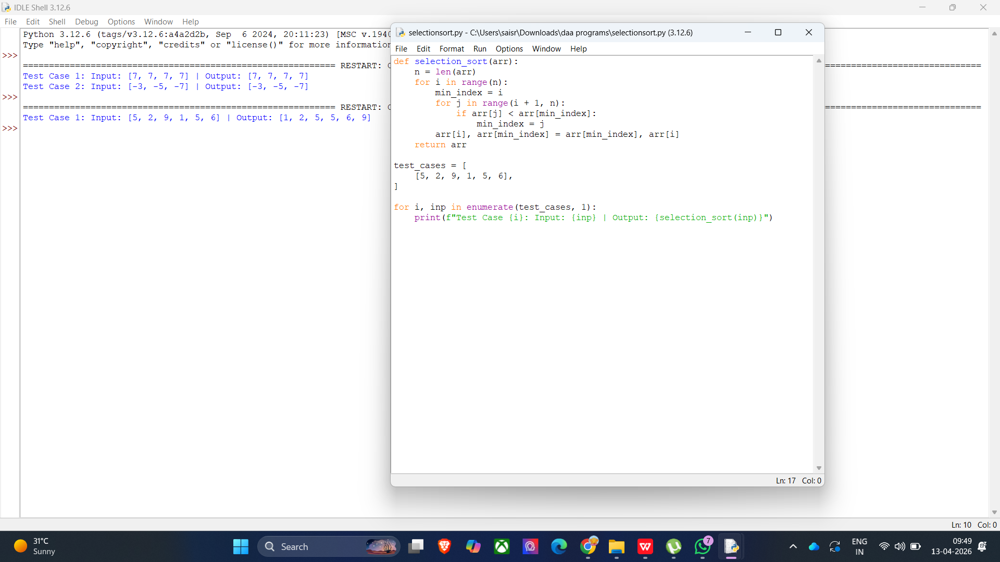 IDLE Shell 3.12.6
File Edit Shell Debug Options Window Help
Python 3.12.6 (tags/v3.12.6:a4a2d2b, Sep  6 2024, 20:11:23) [MSC v.1940
Type "help", "copyright", "credits" or "license()" for more information
>>>
============================================================ RESTART: C ==============================
Test Case 1: Input: [7, 7, 7, 7] | Output: [7, 7, 7, 7]
Test Case 2: Input: [-3, -5, -7] | Output: [-3, -5, -7]
>>>
============================================================ RESTART: C ==============================
Test Case 1: Input: [5, 2, 9, 1, 5, 6] | Output: [1, 2, 5, 5, 6, 9]
>>>
selectionsort.py - C:\Users\saisr\Downloads\daa programs\selectionsort.py (3.12.6)
File Edit Format Run Options Window Help
def selection_sort(arr):
    n = len(arr)
    for i in range(n):
        min_index = i
        for j in range(i + 1, n):
            if arr[j] < arr[min_index]:
                min_index = j
        arr[i], arr[min_index] = arr[min_index], arr[i]
    return arr
test_cases = [
    [5, 2, 9, 1, 5, 6],
]
for i, inp in enumerate(test_cases, 1):
    print(f"Test Case {i}: Input: {inp} | Output: {selection_sort(inp)}")
Ln: 17 Col: 0
Ln: 10 Col: 0
31°C
Sunny
Search
7
ENG
IN
09:49
13-04-2026